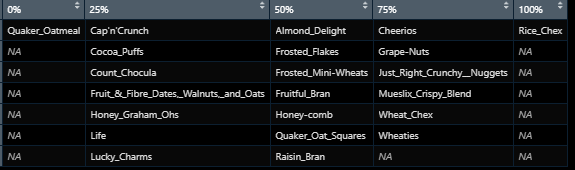 0% 25% 50% 75% 100%
Quaker_Oatmeal Cap'n'Crunch Almond_Delight Cheerios Rice_Chex
NA Cocoa_Puffs Frosted_Flakes Grape-Nuts NA
NA Count_Chocula Frosted_Mini-Wheats Just_Right_Crunchy__Nuggets NA
NA Fruit_&_Fibre_Dates,_Walnuts,_and_Oats Fruitful_Bran Mueslix_Crispy_Blend NA
NA Honey_Graham_Ohs Honey-comb Wheat_Chex NA
NA Life Quaker_Oat_Squares Wheaties NA
NA Lucky_Charms Raisin_Bran NA NA